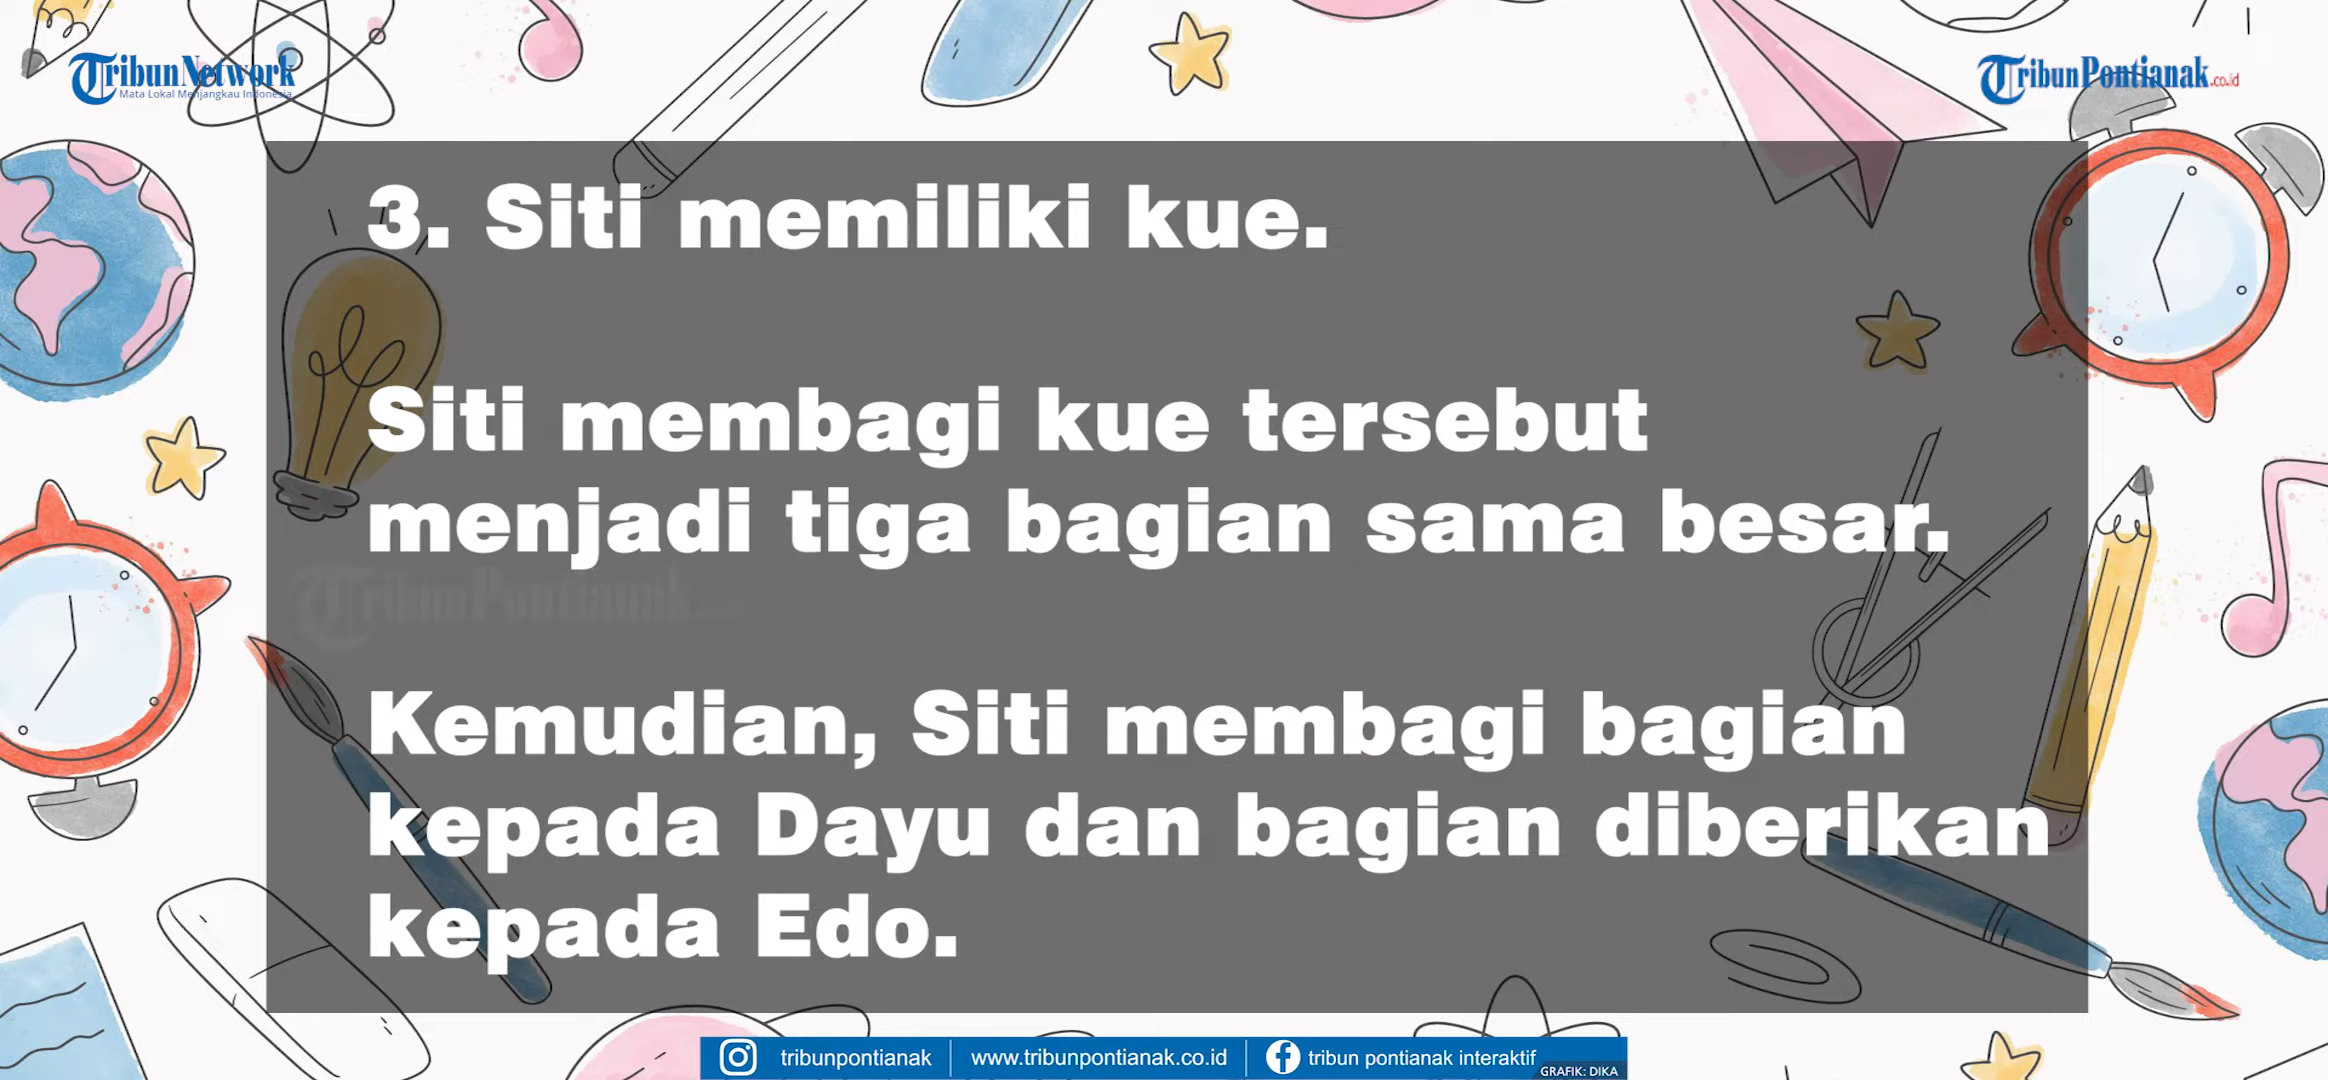 TribunNetwork
Mata Lokal Menjangkau Indonesia
TribunPontianak.co.id
3. Siti memiliki kue.
Siti membagi kue tersebut
menjadi tiga bagian sama besar.
TribunPontianak
Kemudian, Siti membagi bagian
kepada Dayu dan bagian diberikan
kepada Edo.
tribunpontianak
www.tribunpontianak.co.id
tribun pontianak interaktif
GRAFIK: DIKA